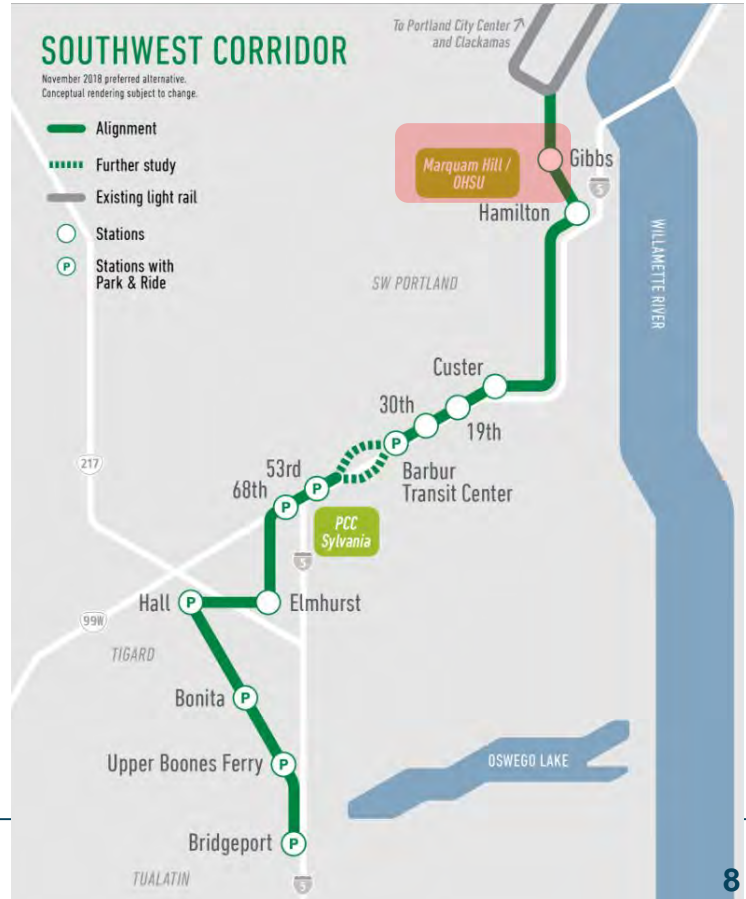 To Portland City Center
and Clackamas
SOUTHWEST CORRIDOR
November 2018 preferred alternative.
Conceptual rendering subject to change.
Alignment
Further study
Existing light rail
Stations
P
Stations with
Park & Ride
Marquam Hill /
OHSU
Gibbs
5
Hamilton
WILLAMETTE RIVER
SW PORTLAND
Custer
30th
19th
P
Barbur
Transit Center
217
53rd
P
68th
P
PCC
Sylvania
5
Hall
P
Elmhurst
99W
TIGARD
Bonita
P
Upper Boones Ferry
P
OSWEGO LAKE
Bridgeport
P
TUALATIN
5
8